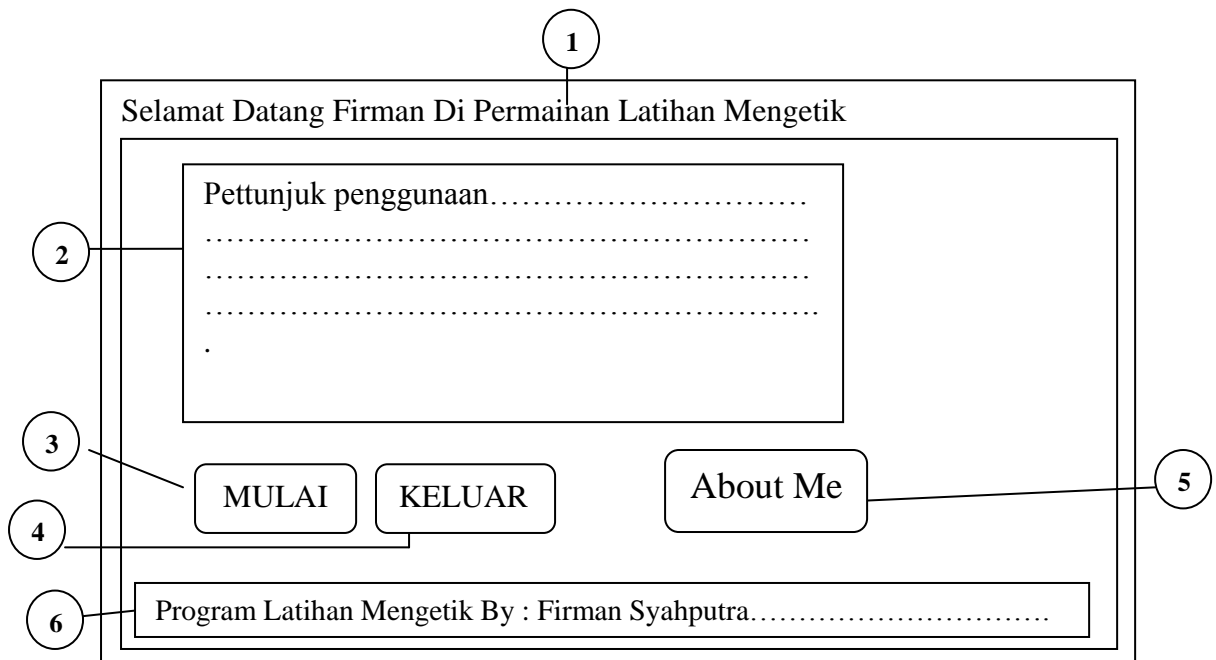 1
Selamat Datang Firman Di Permainan Latihan Mengetik
Pettunjuk penggunaan…………………………
…………………………………………………
…………………………………………………
………………………………………………….
.
2
3
MULAI KELUAR About Me
5
4
Program Latihan Mengetik By : Firman Syahputra…………………………
6